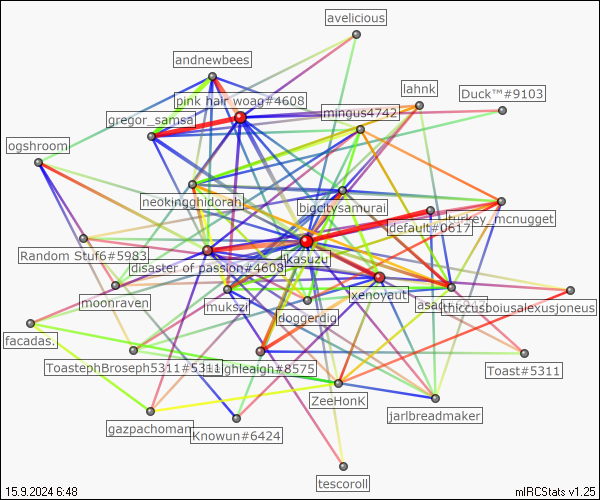 avelicious
andnewbees
lahnk
Duck™#9103
pink hair woag#4608
mingus4742
gregor_samsa
ogshroom
neokingghidorah
bigcitysamurai
turkey_mcnugget
default#0617
Random Stuf6#5983
kasuzu
disaster of passion#4608
moonraven
mukszi
xenoyaut
thiccusboiusalexusjoneus
doggerdig
facadas.
ToastephBroseph5311#5311
#8575
Toast#5311
ZeeHonK
gazpachoman
jarlbreadmaker
Knowun#6424
tescoroll
15.9.2024 6:48
mIRCStats v1.25